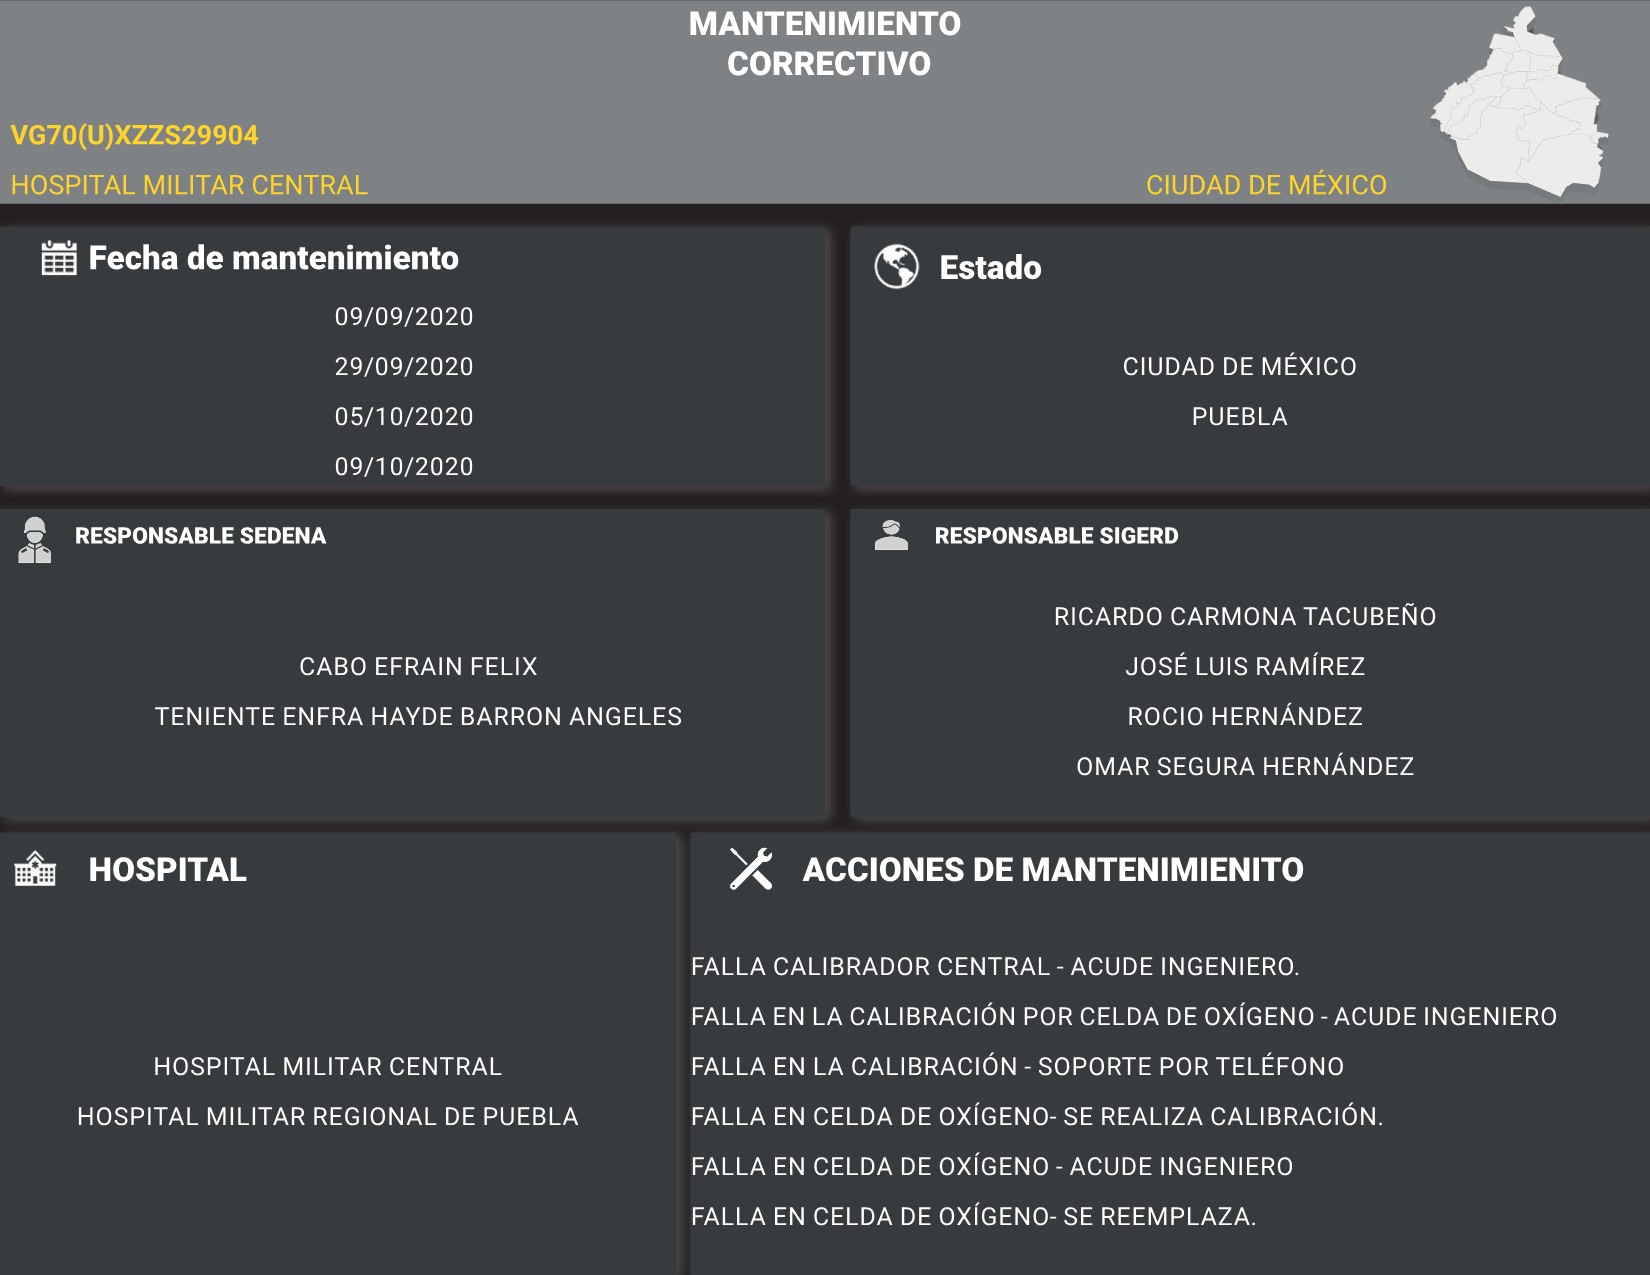 MANTENIMIENTO
CORRECTIVO
VG70(U)XZZS29904
HOSPITAL MILITAR CENTRAL
CIUDAD DE MÉXICO
Fecha de mantenimiento
09/09/2020
29/09/2020
05/10/2020
09/10/2020
Estado
CIUDAD DE MÉXICO
PUEBLA
RESPONSABLE SEDENA
CABO EFRAIN FELIX
TENIENTE ENFRA HAYDE BARRON ANGELES
RESPONSABLE SIGERD
RICARDO CARMONA TACUBEÑO
JOSÉ LUIS RAMÍREZ
ROCIO HERNÁNDEZ
OMAR SEGURA HERNÁNDEZ
HOSPITAL
HOSPITAL MILITAR CENTRAL
HOSPITAL MILITAR REGIONAL DE PUEBLA
ACCIONES DE MANTENIMIENITO
FALLA CALIBRADOR CENTRAL - ACUDE INGENIERO.
FALLA EN LA CALIBRACIÓN POR CELDA DE OXÍGENO - ACUDE INGENIERO
FALLA EN LA CALIBRACIÓN - SOPORTE POR TELÉFONO
FALLA EN CELDA DE OXÍGENO- SE REALIZA CALIBRACIÓN.
FALLA EN CELDA DE OXÍGENO - ACUDE INGENIERO
FALLA EN CELDA DE OXÍGENO- SE REEMPLAZA.